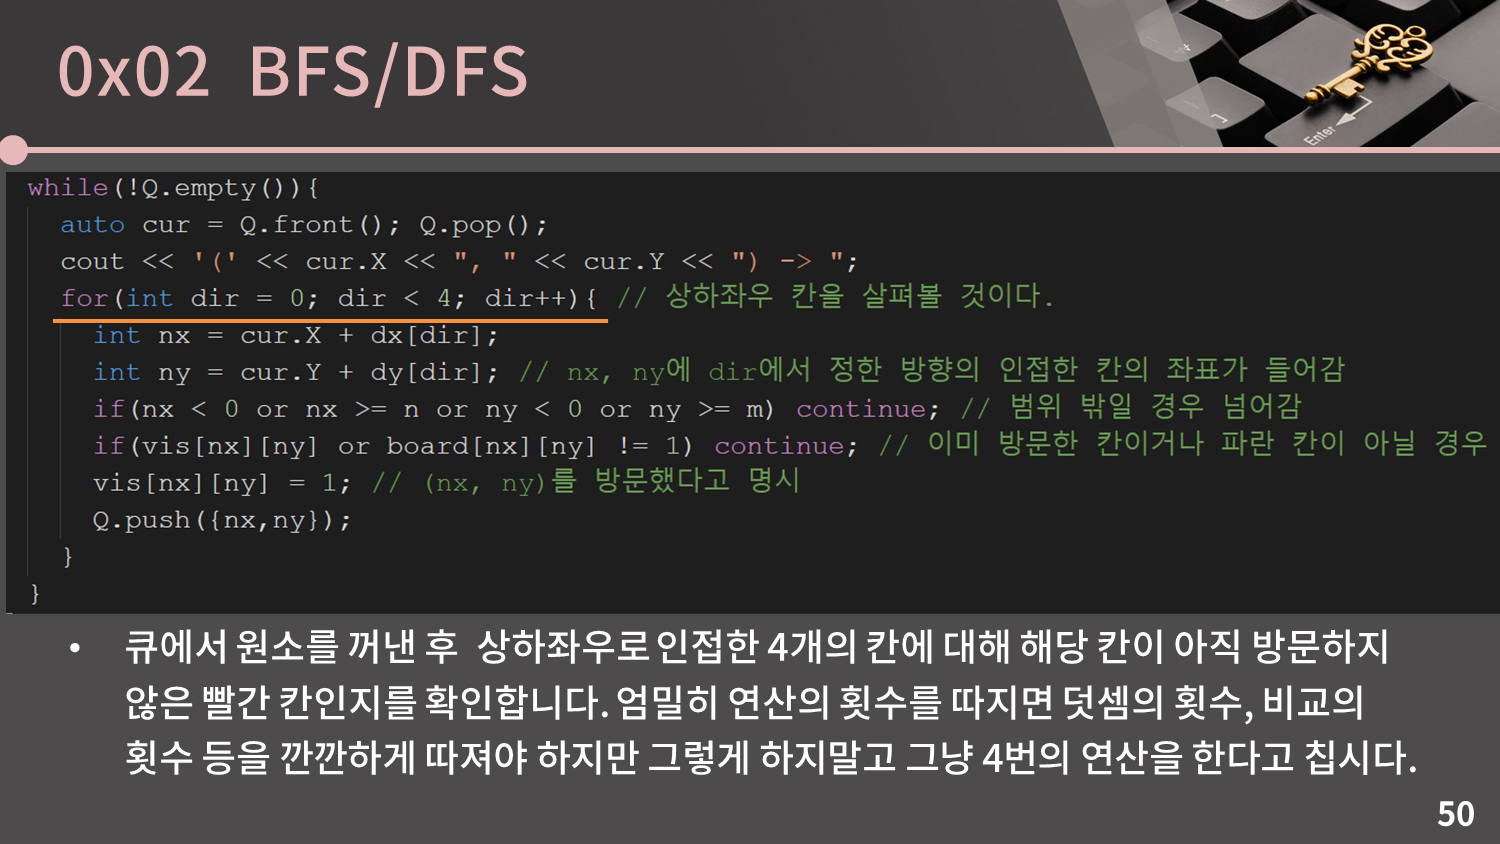 0x02 BFS/DFS
Enter
while(!Q.empty()){
auto cur = Q.front(); Q.pop();
cout << '(' << cur.X << ", " << cur.Y << ") -> ";
for(int dir = 0; dir < 4; dir++){ // 상하좌우 칸을 살펴볼 것이다.
int nx = cur.X + dx[dir];
int ny = cur.Y + dy[dir]; // nx, ny에 dir에서 정한 방향의 인접한 칸의 좌표가 들어감
if(nx < 0 or nx >= n or ny < 0 or ny >= m) continue; // 범위 밖일 경우 넘어감
if(vis[nx][ny] or board[nx][ny] != 1) continue; // 이미 방문한 칸이거나 파란 칸이 아닐 경우
vis[nx][ny] = 1; // (nx, ny)를 방문했다고 명시
Q.push({nx,ny});
}
}
• 큐에서 원소를 꺼낸 후 상하좌우로 인접한 4개의 칸에 대해 해당 칸이 아직 방문하지
않은 빨간 칸인지를 확인합니다. 엄밀히 연산의 횟수를 따지면 덧셈의 횟수, 비교의
횟수 등을 깐깐하게 따져야 하지만 그렇게 하지말고 그냥 4번의 연산을 한다고 칩시다.
50